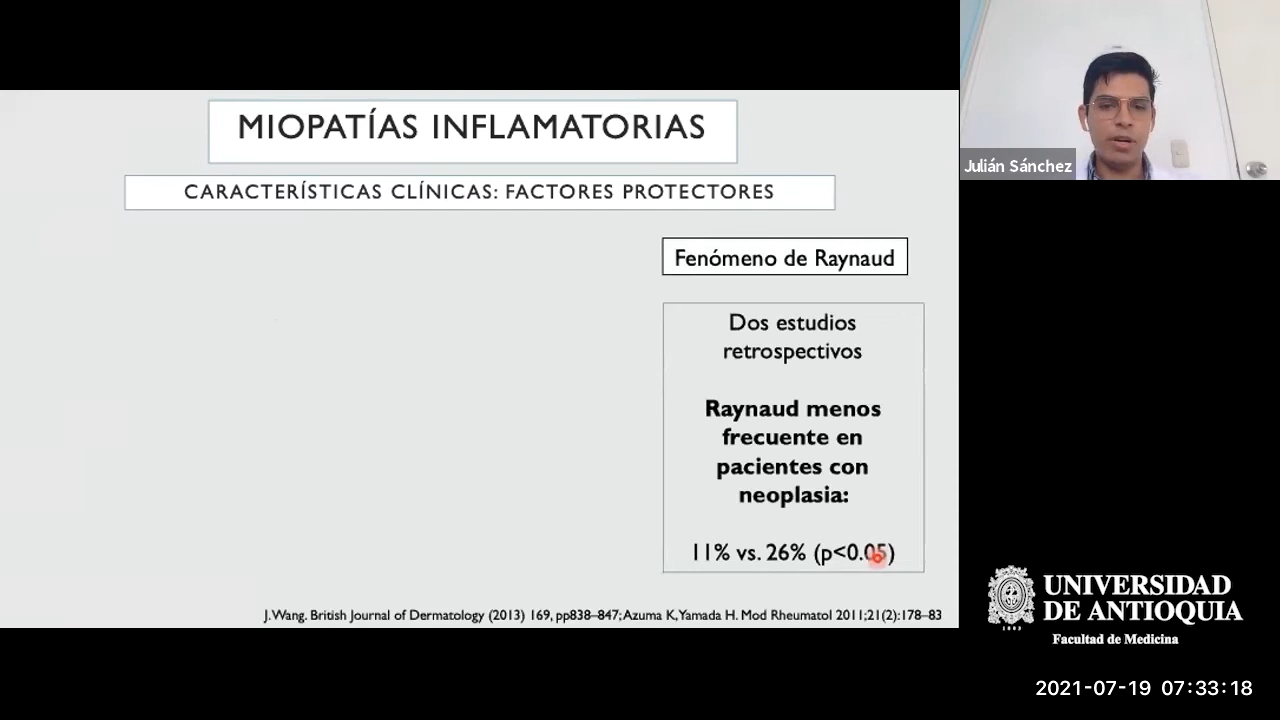 MIOPATÍAS INFLAMATORIAS
CARACTERÍSTICAS CLÍNICAS: FACTORES PROTECTORES
Fenómeno de Raynaud
Dos estudios
retrospectivos
Raynaud menos
frecuente en
pacientes con
neoplasia:
11% vs. 26% (p<0.05)
J. Wang. British Journal of Dermatology (2013) 169, pp838–847; Azuma K, Yamada H. Mod Rheumatol 2011;21(2):178–83
Julián Sánchez
1803
UNIVERSIDAD
DE ANTIOQUIA
Facultad de Medicina
2021-07-19 07:33:18